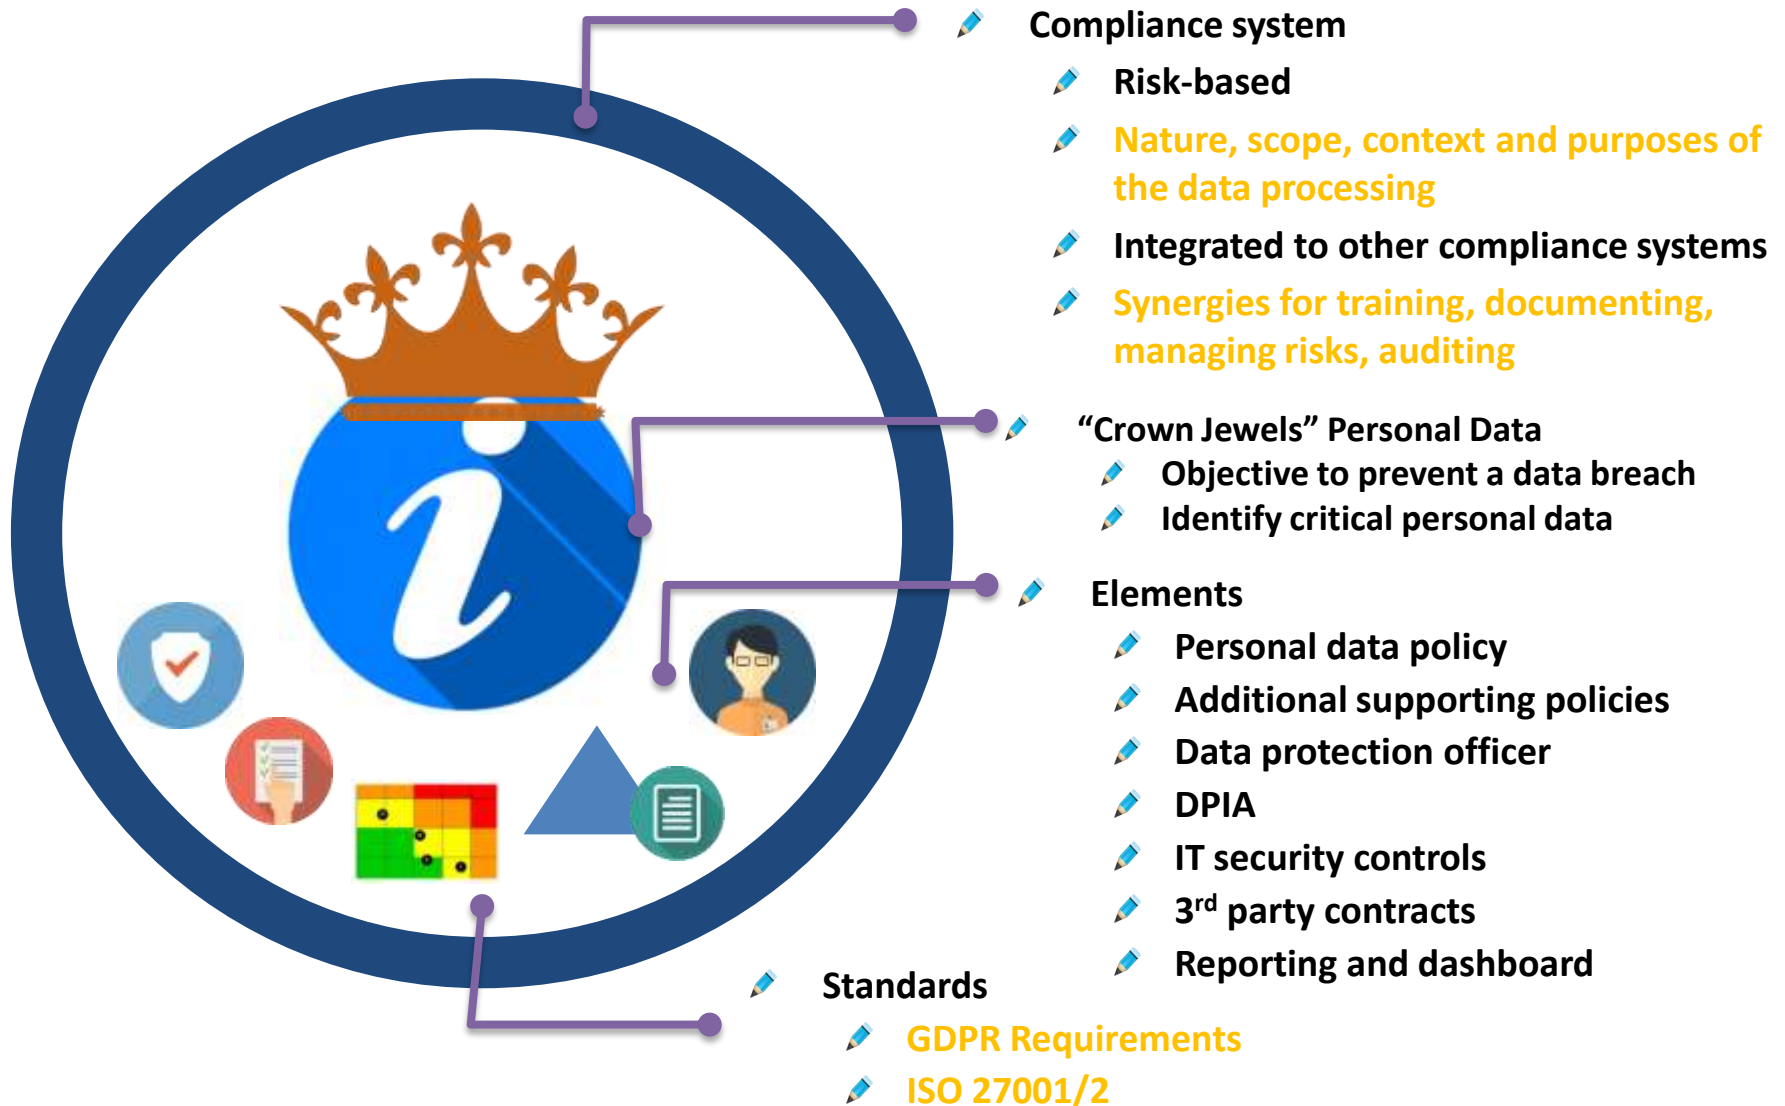 Compliance system
Risk-based
Nature, scope, context and purposes of
the data processing
Integrated to other compliance systems
Synergies for training, documenting,
managing risks, auditing
“Crown Jewels” Personal Data
Objective to prevent a data breach
Identify critical personal data
Elements
Personal data policy
Additional supporting policies
Data protection officer
DPIA
IT security controls
3rd party contracts
Reporting and dashboard
Standards
GDPR Requirements
ISO 27001/2
i